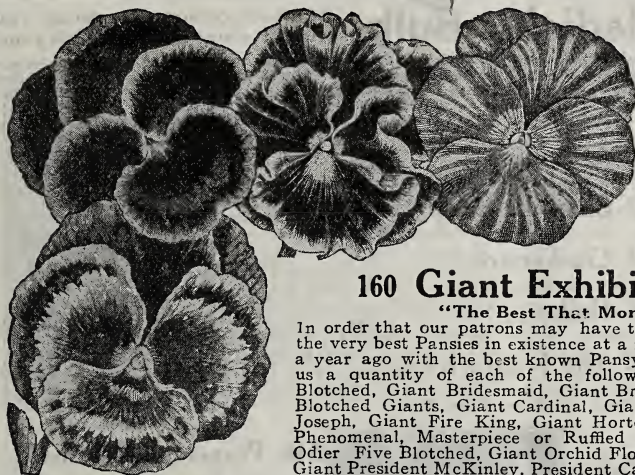 160 Giant Exhibi
"The Best That Mon
In order that our patrons may have t
the very best Pansies in existence at a
a year ago with the best known Pansy
us a quantity of each of the follow
Blotched, Giant Bridesmaid, Giant Br
Blotched Giants, Giant Cardinal, Gia
Joseph, Giant Fire King, Giant Hort
Phenomenal, Masterpiece or Ruffled
Odier Five Blotched, Giant Orchid Flo
Giant President McKinley, President Ca